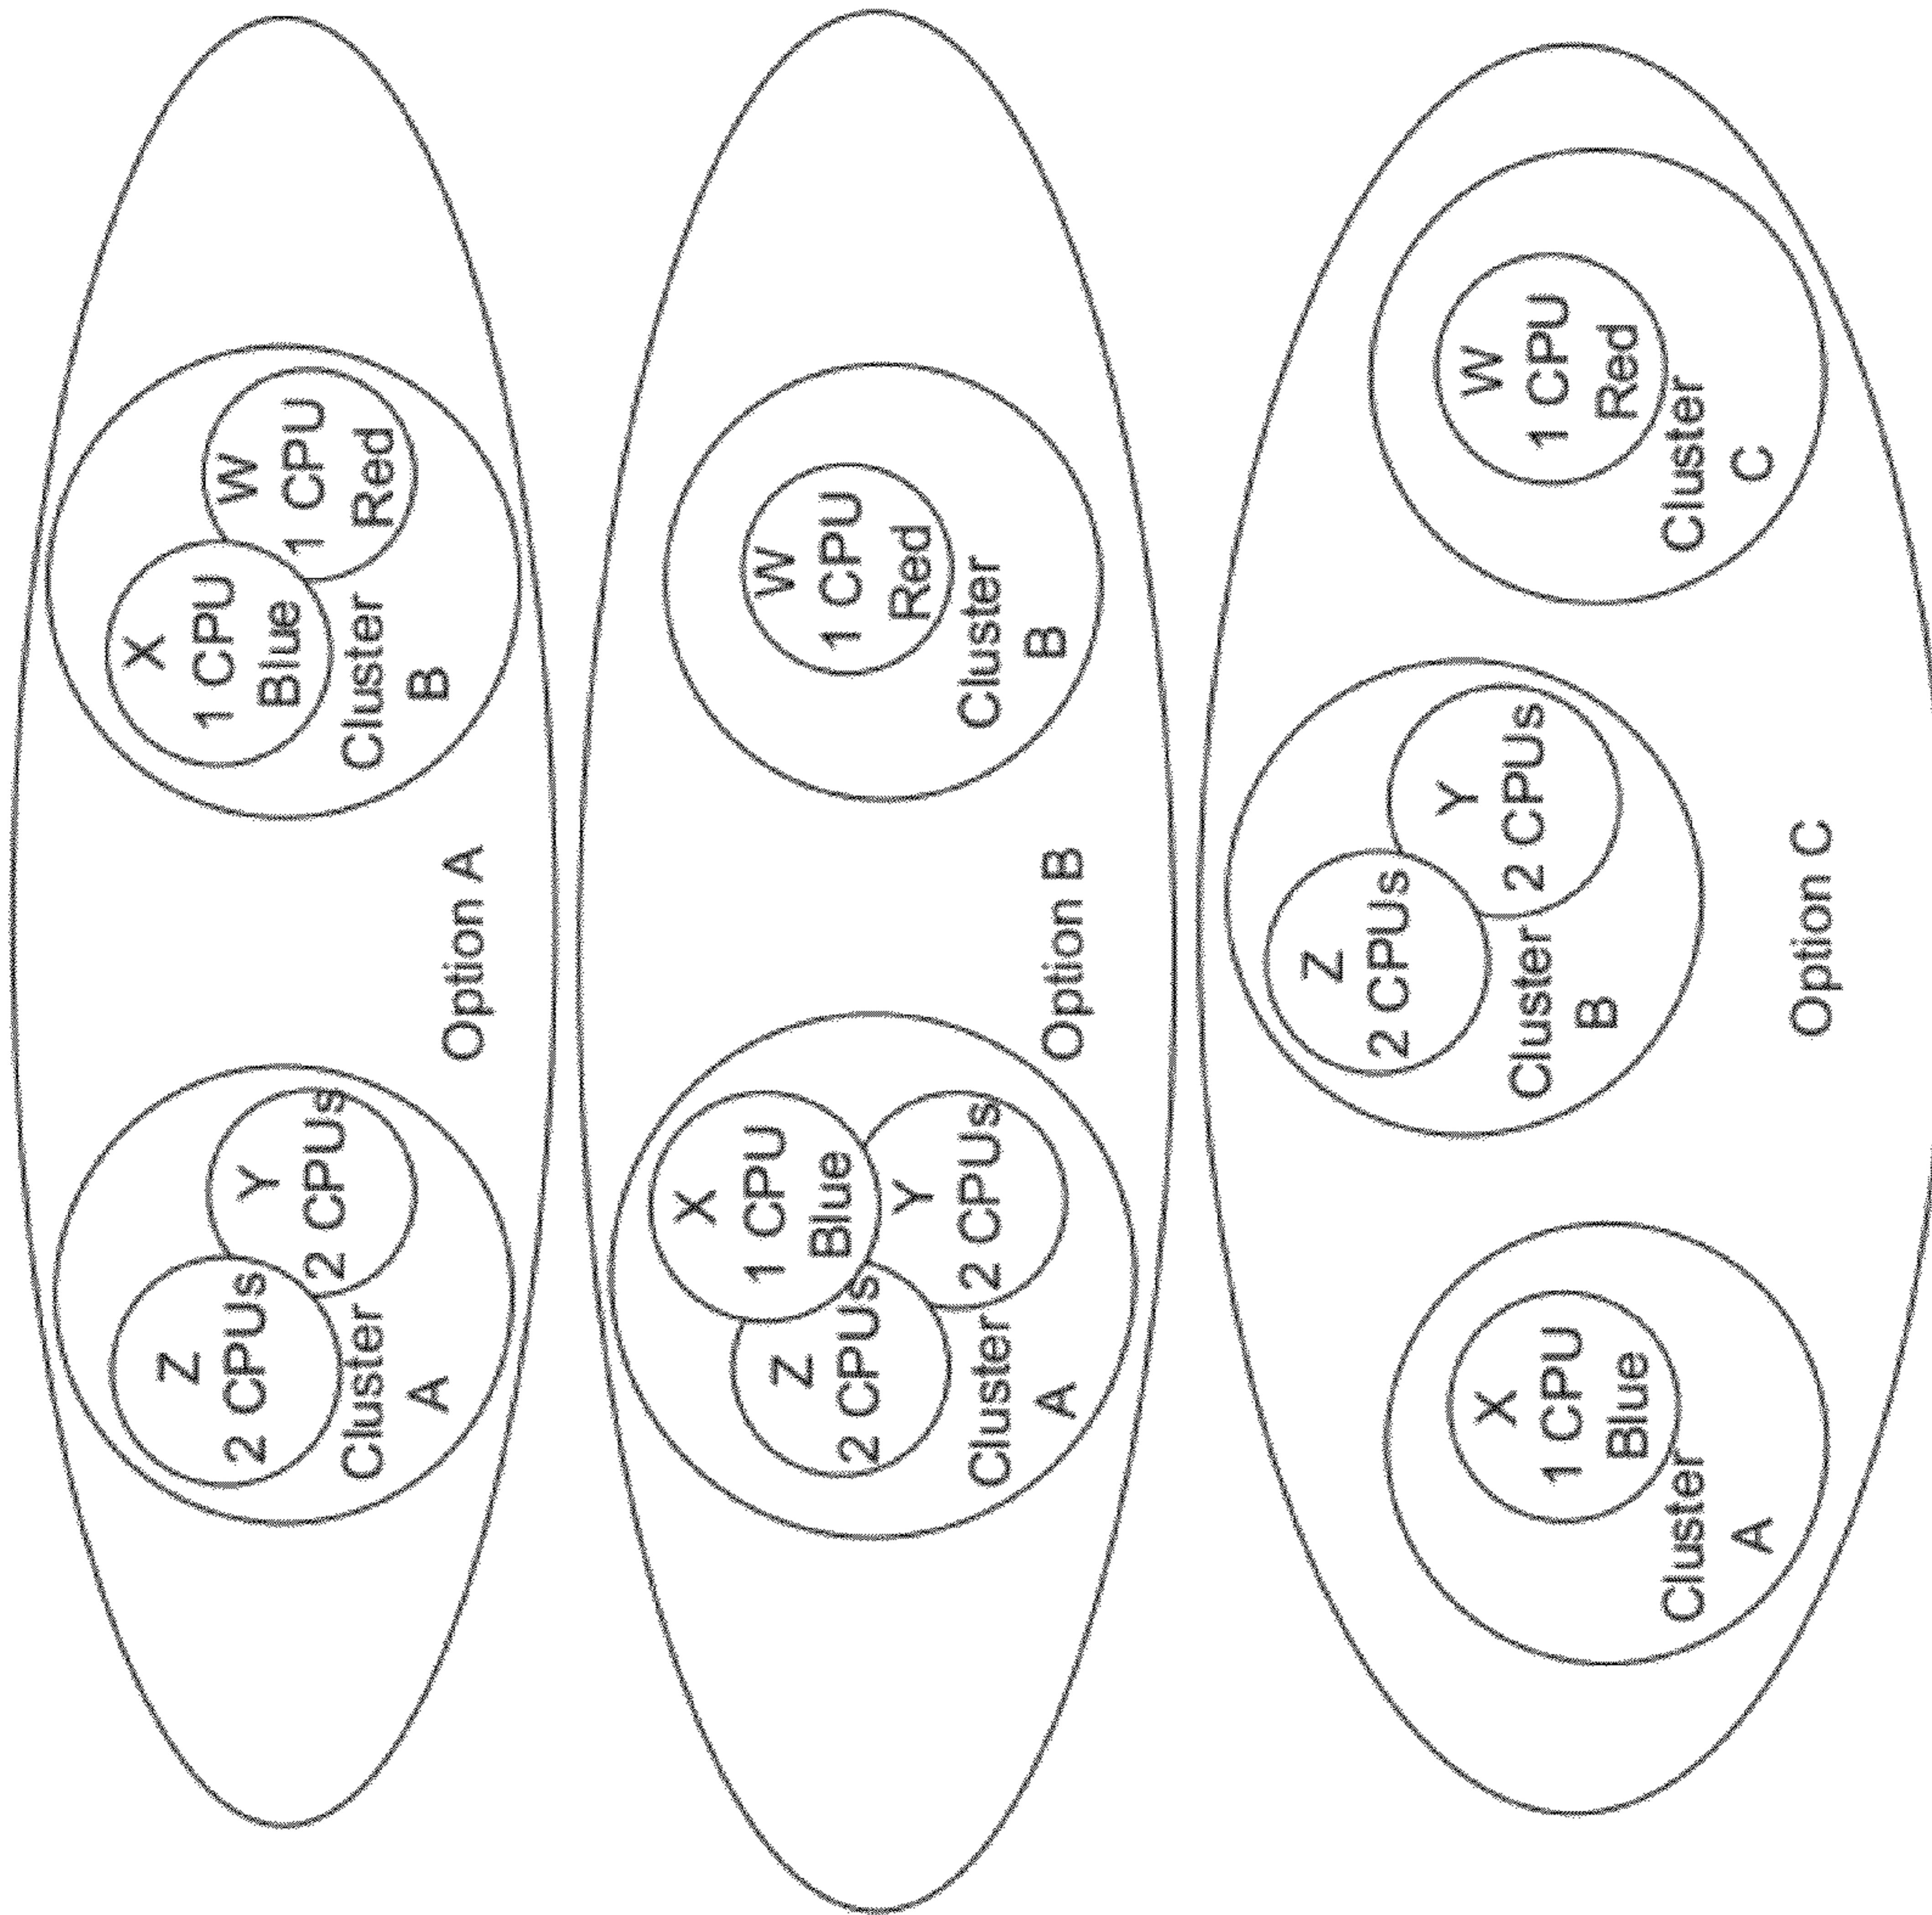 Z
2 CPUs
Y
2 CPUs
Cluster
A
X
1 CPU
Blue
W
1 CPU
Red
Cluster
B
Option A
X
1 CPU
Blue
Z
2 CPUs
Y
2 CPUs
Cluster
A
W
1 CPU
Red
Cluster
B
Option B
X
1 CPU
Blue
Cluster
A
Z
2 CPUs
Y
2 CPUs
Cluster
B
W
1 CPU
Red
Cluster
C
Option C